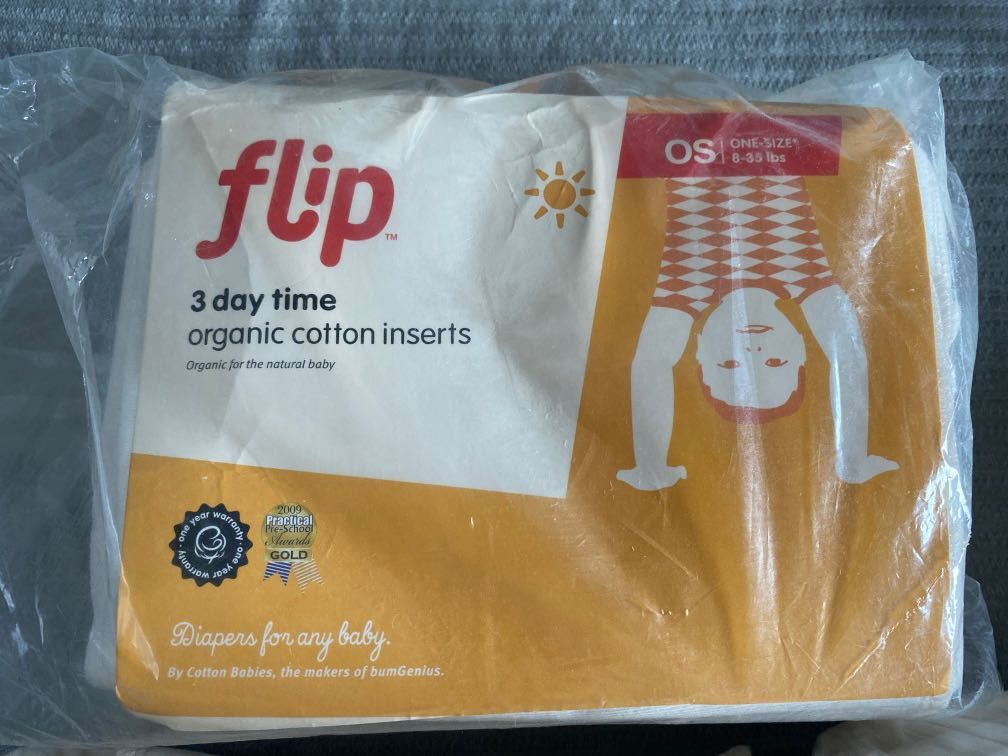 flip™
3 day time
organic cotton inserts
Organic for the natural baby
OS
ONE-SIZE*
8-35 lbs
one year warranty · one year warranty ·
2009
Practical
Pre-School
Awards
GOLD
Diapers for any baby.
By Cotton Babies, the makers of bumGenius.